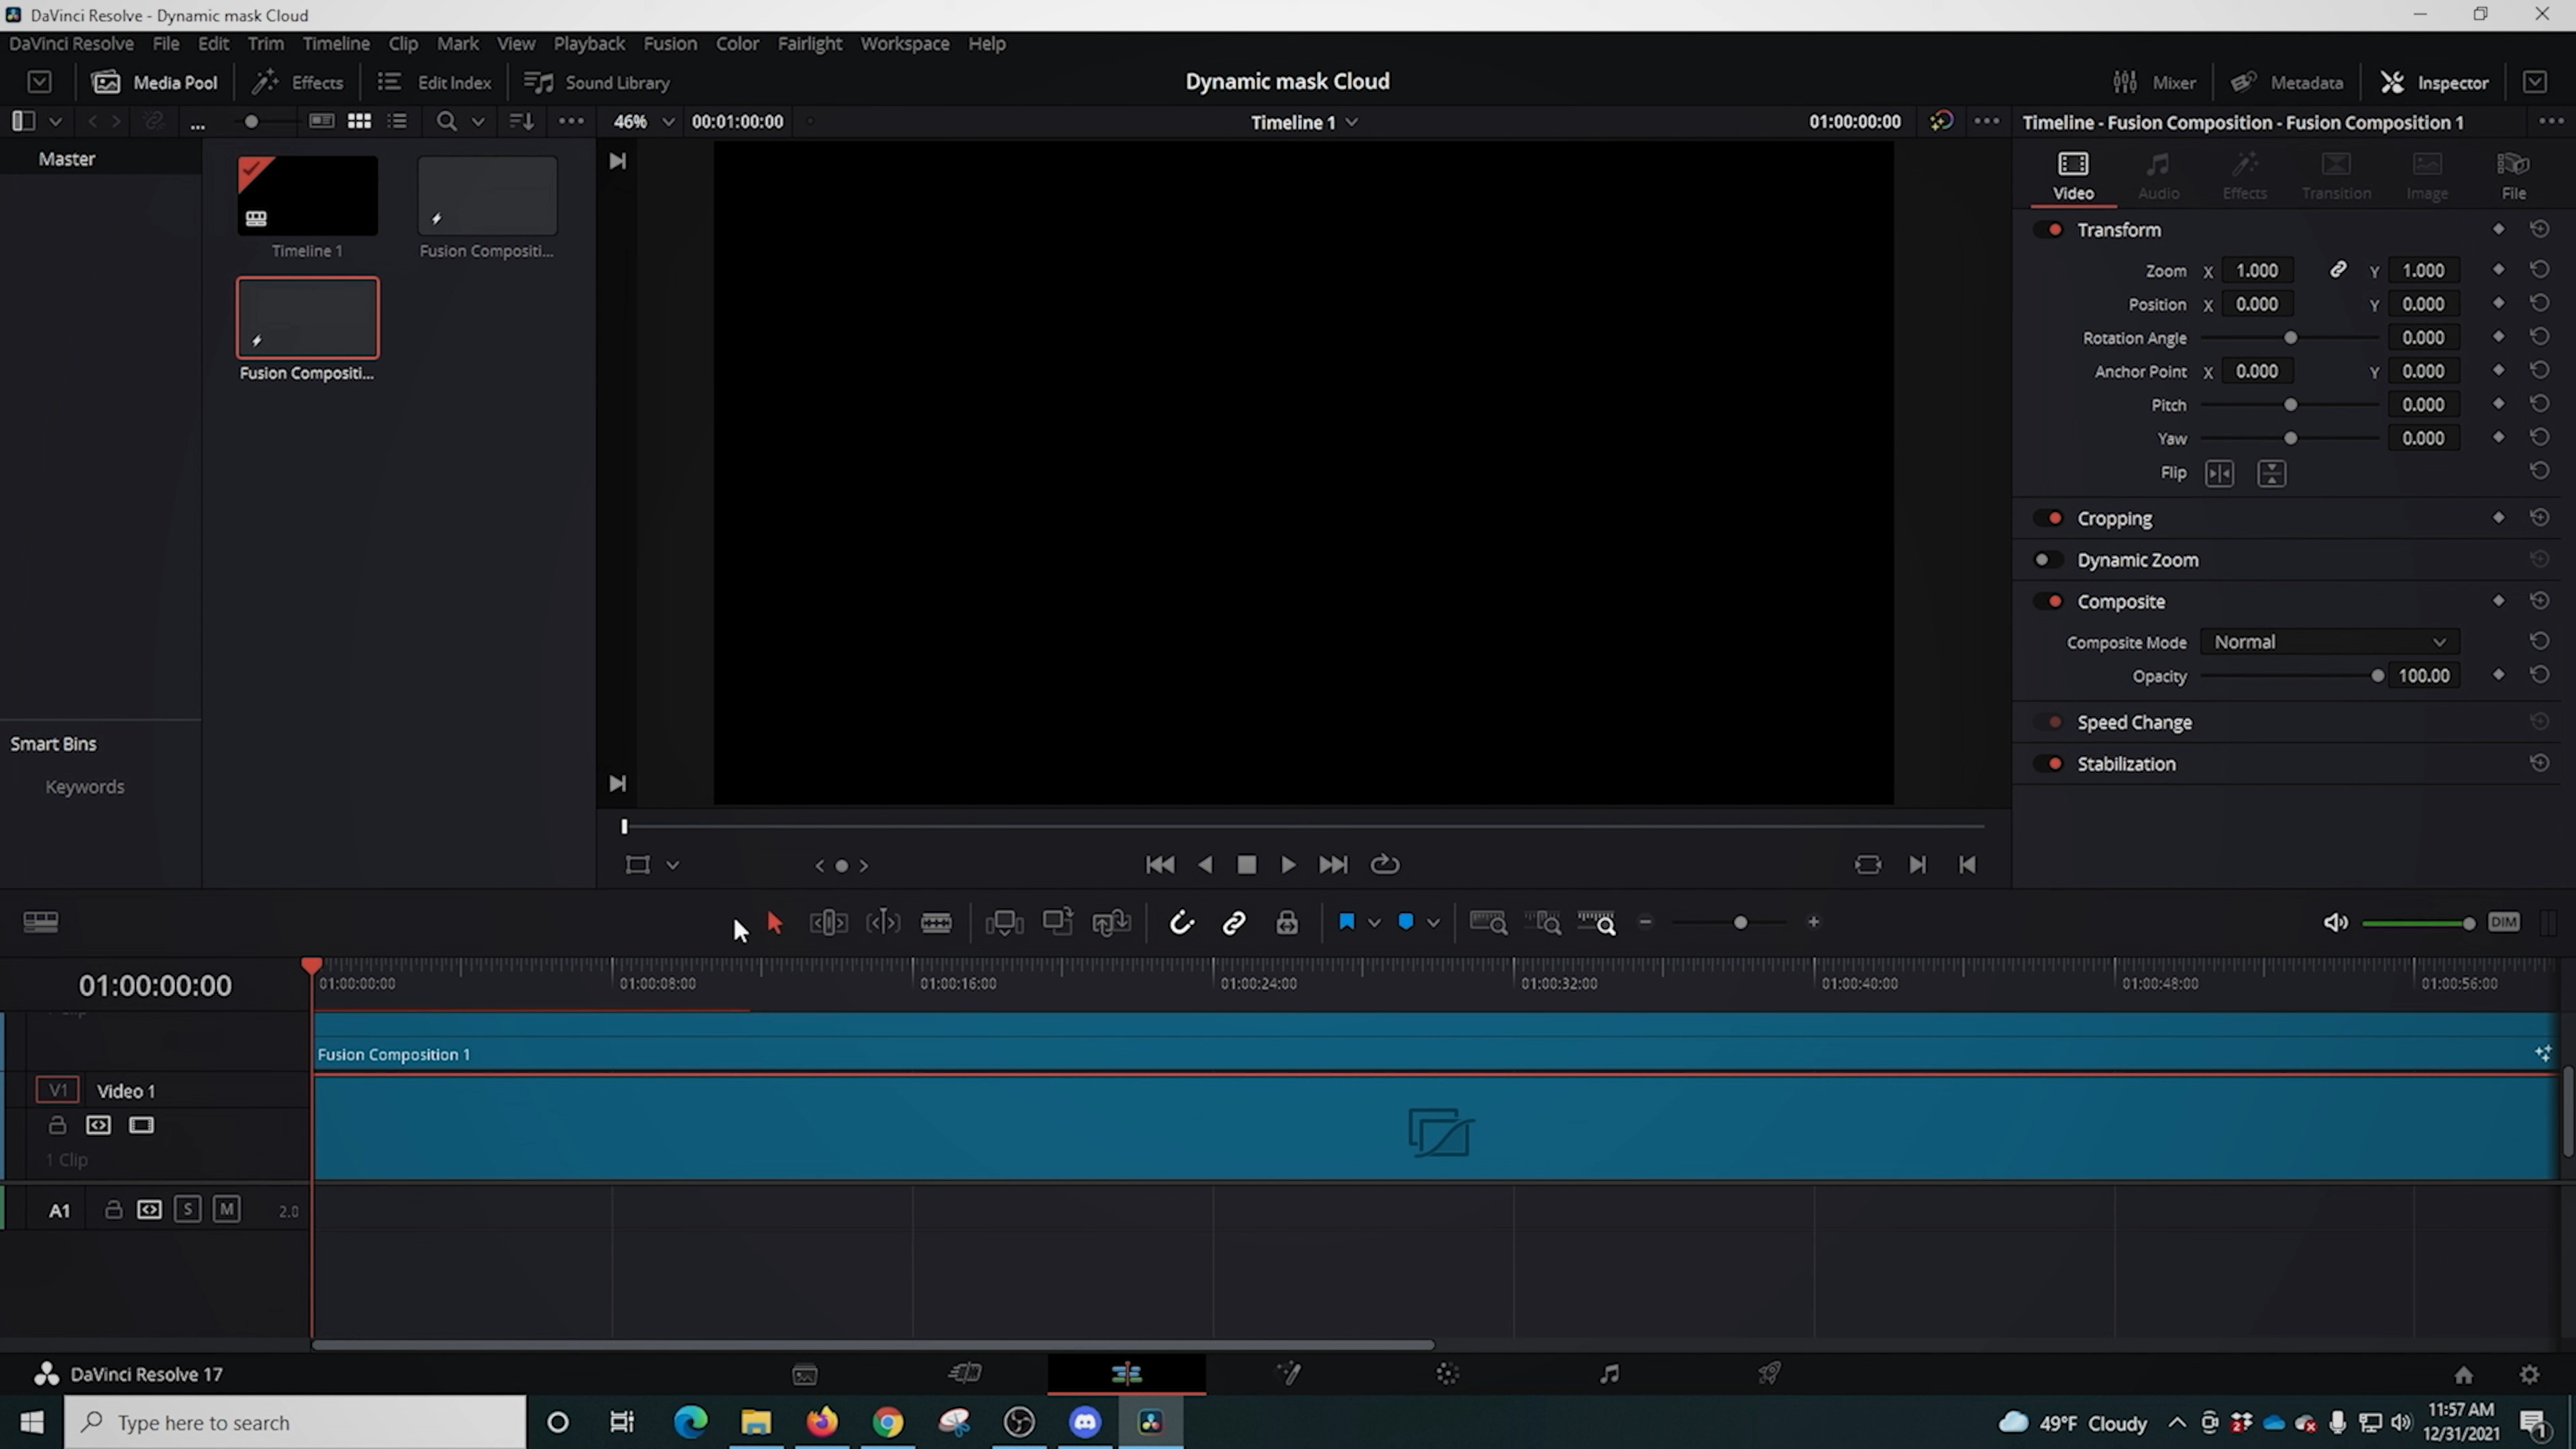 DaVinci Resolve - Dynamic mask Cloud
DaVinci Resolve File Edit Trim Timeline Clip Mark View Playback Fusion Color Fairlight Workspace Help
Media Pool Effects Edit Index Sound Library Dynamic mask Cloud Mixer Metadata Inspector
... 46% 00:01:00:00 Timeline 1 01:00:00:00 Timeline - Fusion Composition - Fusion Composition 1
Master
Video Audio Effects Transition Image File
Timeline 1 Fusion Compositi...
Fusion Compositi...
Transform
Zoom X 1.000 Y 1.000
Position X 0.000 Y 0.000
Rotation Angle 0.000
Anchor Point X 0.000 Y 0.000
Pitch 0.000
Yaw 0.000
Flip
Cropping
Dynamic Zoom
Composite
Composite Mode Normal
Opacity 100.00
Speed Change
Stabilization
Smart Bins
Keywords
DIM
01:00:00:00
01:00:00:00 01:00:08:00 01:00:16:00 01:00:24:00 01:00:32:00 01:00:40:00 01:00:48:00 01:00:56:00
Fusion Composition 1
V1 Video 1
1 Clip
A1 S M 2.0
DaVinci Resolve 17
Type here to search
49°F Cloudy
11:57 AM
12/31/2021